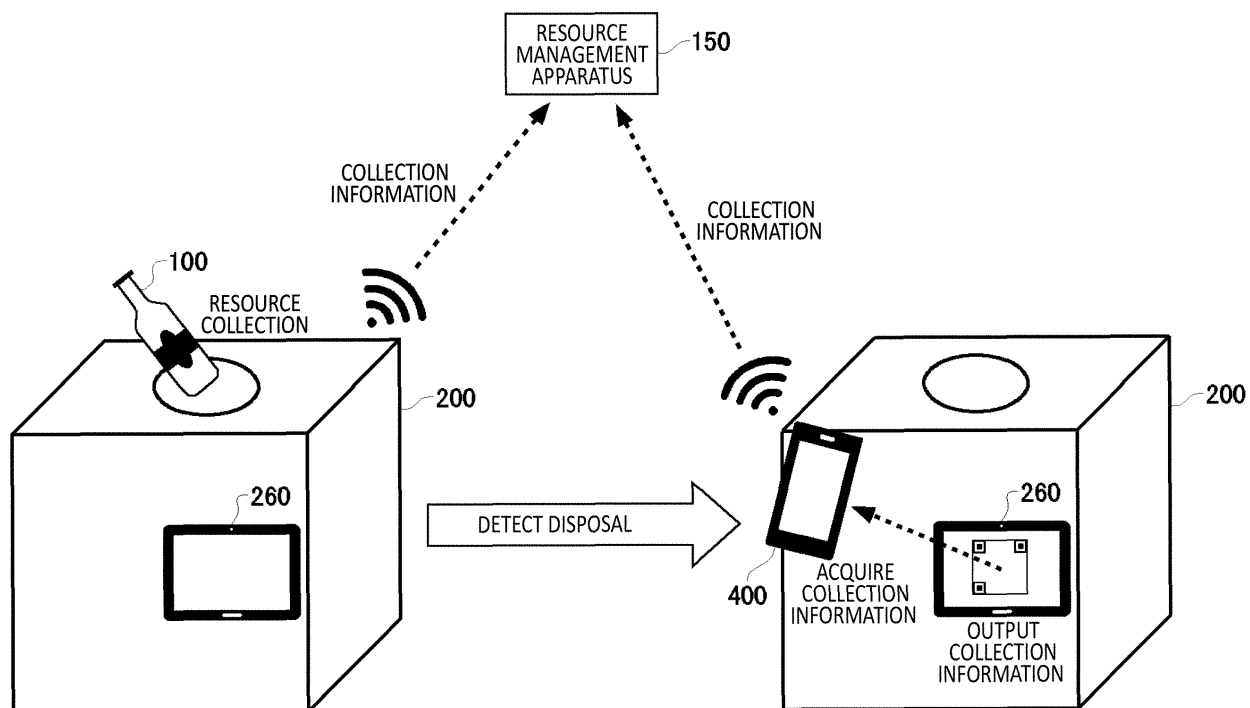 RESOURCE
MANAGEMENT
APPARATUS
150
COLLECTION
INFORMATION
COLLECTION
INFORMATION
100
RESOURCE
COLLECTION
200
200
260
DETECT DISPOSAL
260
400
ACQUIRE
COLLECTION
INFORMATION
OUTPUT
COLLECTION
INFORMATION